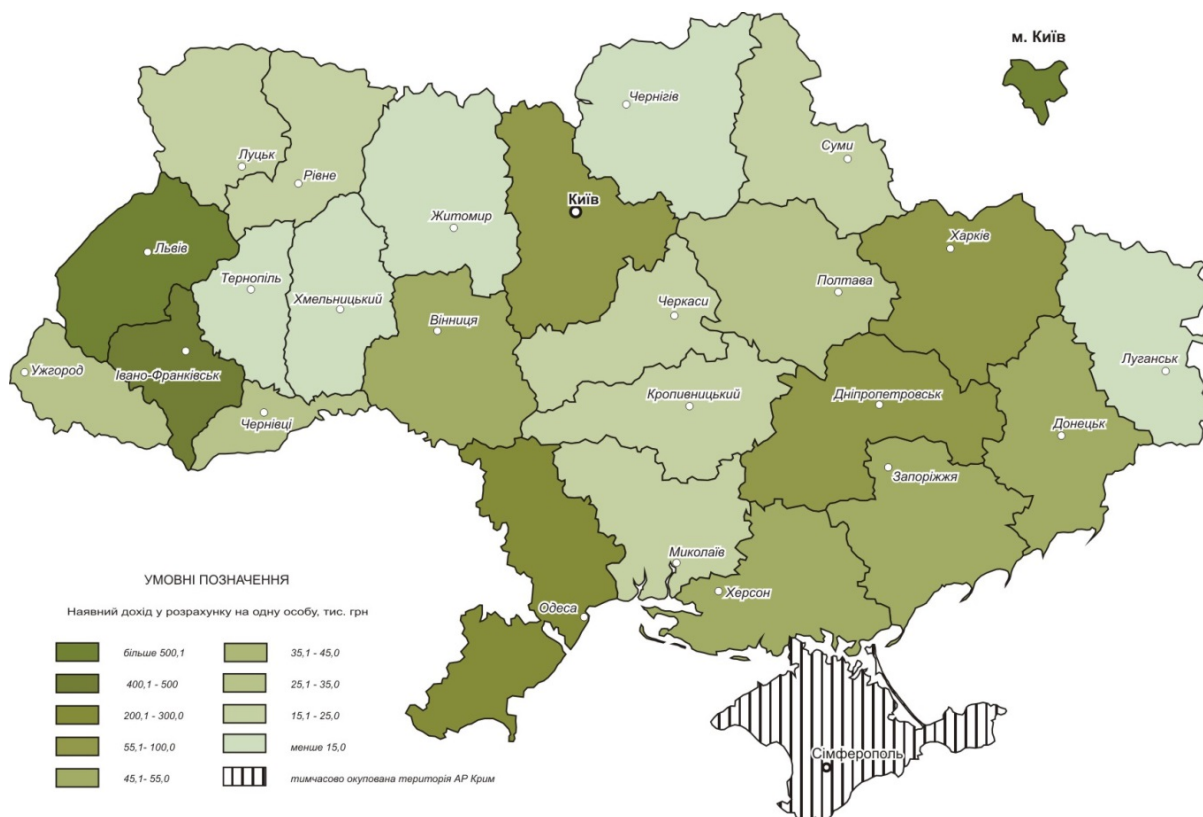 м. Київ
Чернігів
Суми
Луцьк
Рівне
Київ
Житомир
Харків
Львів
Тернопіль
Хмельницький
Полтава
Черкаси
Вінниця
Луганськ
Ужгород
Івано-Франківськ
Кропивницький
Дніпропетровськ
Чернівці
Донецьк
Запоріжжя
Миколаїв
Херсон
Одеса
Сімферополь
УМОВНІ ПОЗНАЧЕННЯ
Наявний дохід у розрахунку на одну особу, тис. грн
більше 500,1
400,1 - 500
200,1 - 300,0
55,1- 100,0
45,1- 55,0
35,1 - 45,0
25,1 - 35,0
15,1 - 25,0
менше 15,0
тимчасово окупована територія АР Крим